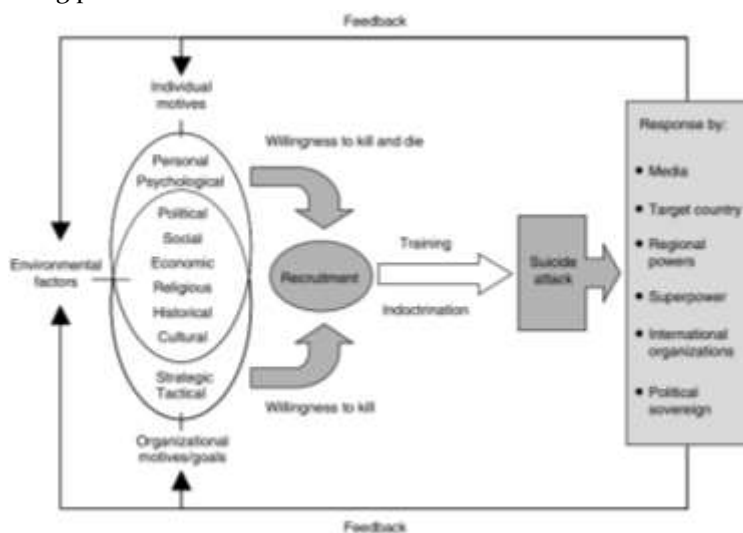 Feedback
Individual
motives
Willingness to kill and die
Personal
Psychological
Political
Social
Economic
Religious
Historical
Cultural
Strategic
Tactical
Environmental
factors
Organizational
motives/goals
Willingness to kill
Recruitment
Training
Indoctrination
Suicide
attack
Response by:
• Media
• Target country
• Regional
powers
• Superpower
• International
organizations
• Political
sovereign
Feedback